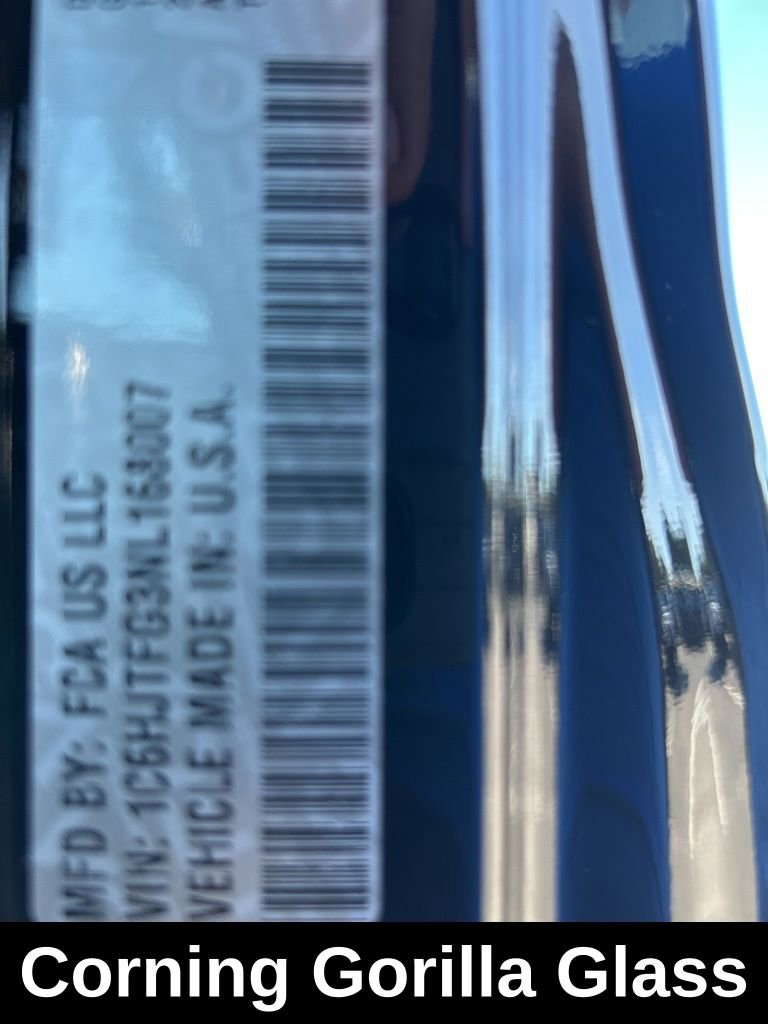 MFD BY: FCA US LLC
VIN: 1C6HJTFG3NL168007
VEHICLE MADE IN: U.S.A.
Corning Gorilla Glass